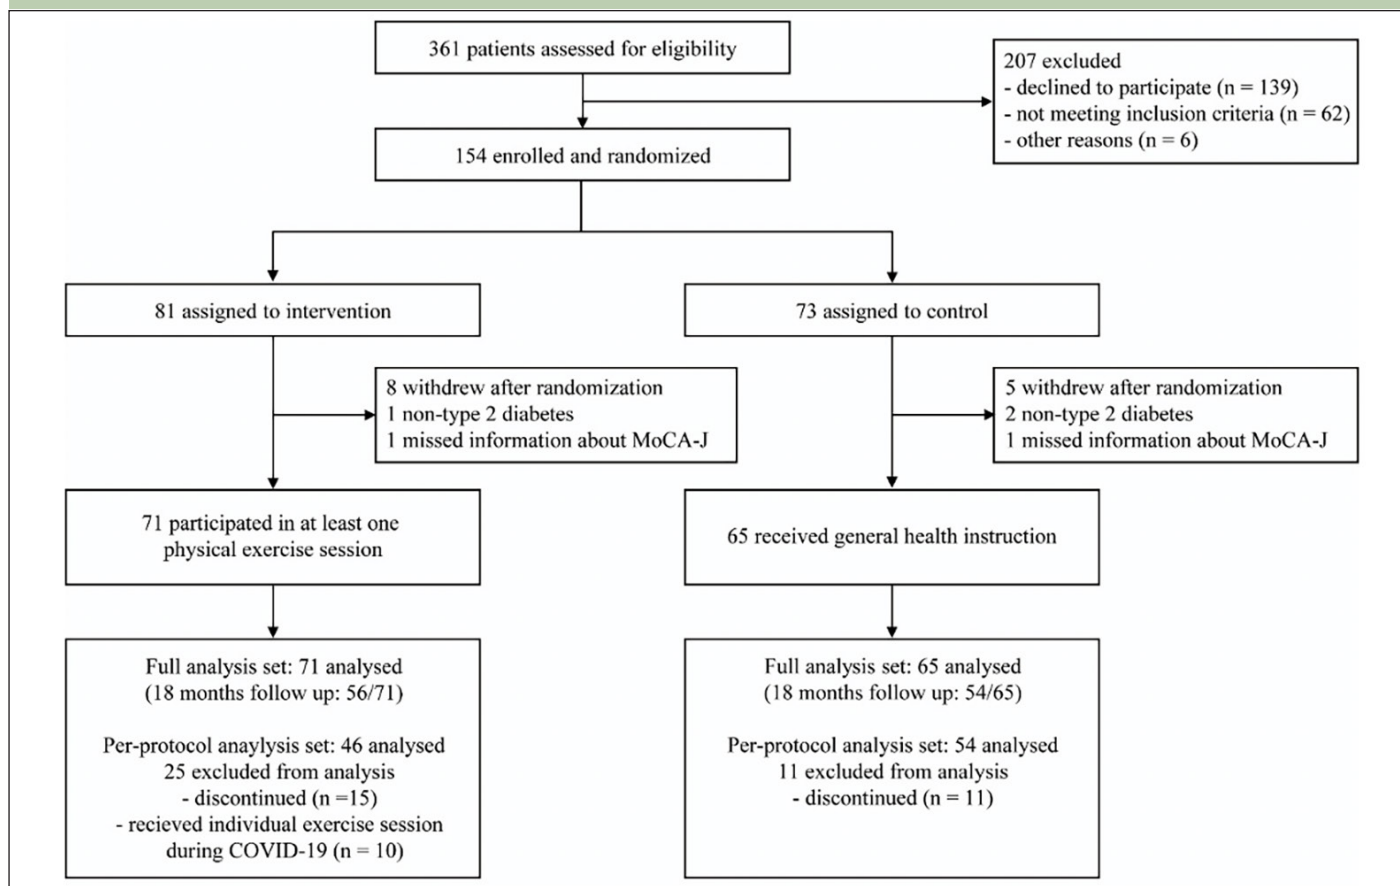 361 patients assessed for eligibility
207 excluded
- declined to participate (n = 139)
- not meeting inclusion criteria (n = 62)
- other reasons (n = 6)
154 enrolled and randomized
81 assigned to intervention
73 assigned to control
8 withdrew after randomization
1 non-type 2 diabetes
1 missed information about MoCA-J
5 withdrew after randomization
2 non-type 2 diabetes
1 missed information about MoCA-J
71 participated in at least one
physical exercise session
65 received general health instruction
Full analysis set: 71 analysed
(18 months follow up: 56/71)
Per-protocol anaylysis set: 46 analysed
25 excluded from analysis
- discontinued (n =15)
- recieved individual exercise session
during COVID-19 (n = 10)
Full analysis set: 65 analysed
(18 months follow up: 54/65)
Per-protocol analysis set: 54 analysed
11 excluded from analysis
- discontinued (n = 11)